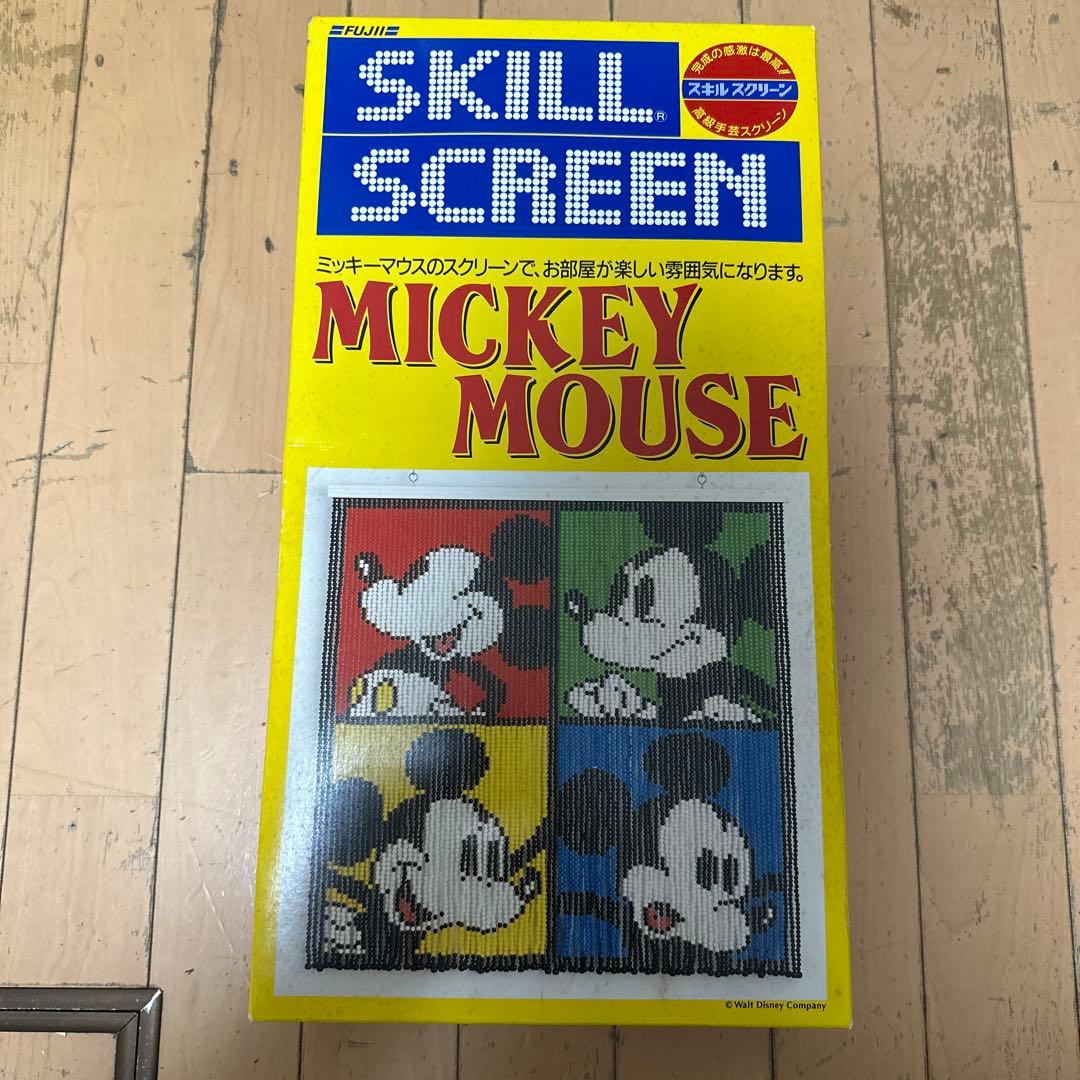 FUJII
SKILL®
SCREEN
完成の感激は最高!!
スキル スクリーン
高級手芸スクリーン
ミッキーマウスのスクリーンで、お部屋が楽しい雰囲気になります。
MICKEY
MOUSE
© Walt Disney Company